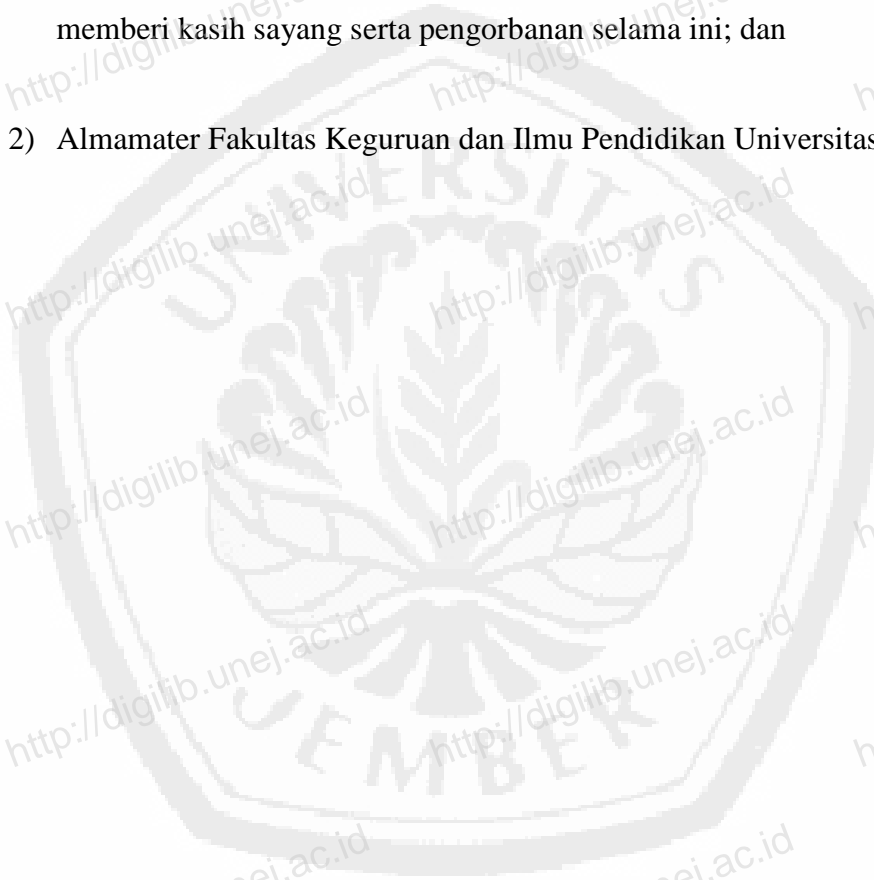 memberi kasih sayang serta pengorbanan selama ini; dan
http://digilib.unej.ac.id
http://digilib.unej.ac.id
2) Almamater Fakultas Keguruan dan Ilmu Pendidikan Universitas
UNIVERSITAS
http://digilib.unej.ac.id
http://digilib.unej.ac.id
http://digilib.unej.ac.id
http://digilib.unej.ac.id
http://digilib.unej.ac.id
http://digilib.unej.ac.id
JEMBER